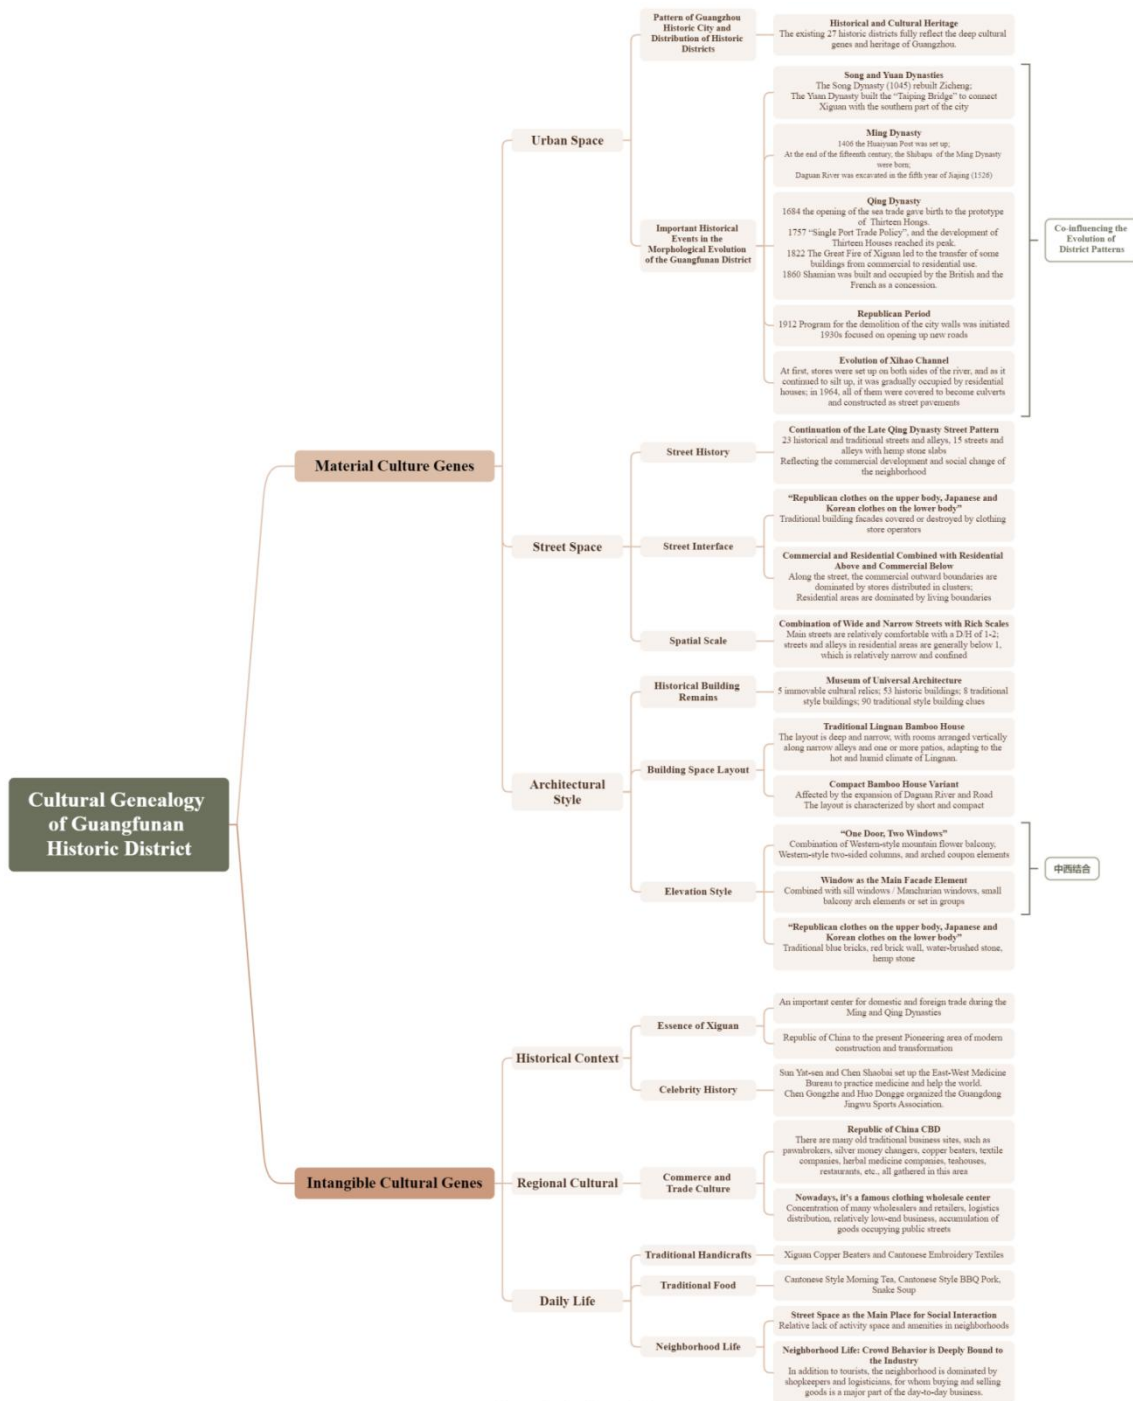 Cultural Genealogy
of Guangfunan
Historic District
Material Culture Genes
Urban Space
Pattern of Guangzhou
Historic City and
Distribution of Historic
Districts
Historical and Cultural Heritage
The existing 27 historic districts fully reflect the deep cultural
genes and heritage of Guangzhou.
Important Historical
Events in the
Morphological Evolution
of the Guangfunan District
Song and Yuan Dynasties
The Song Dynasty (1045) rebuilt Zicheng;
The Yuan Dynasty built the “Taiping Bridge” to connect
Xiguan with the southern part of the city
Ming Dynasty
1406 the Huaiyuan Post was set up;
At the end of the fifteenth century, the Shibapu of the Ming Dynasty
were born;
Daguan River was excavated in the fifth year of Jiajing (1526)
Qing Dynasty
1684 the opening of the sea trade gave birth to the prototype
of Thirteen Hongs.
1757 “Single Port Trade Policy”, and the development of
Thirteen Houses reached its peak.
1822 The Great Fire of Xiguan led to the transfer of some
buildings from commercial to residential use.
1860 Shamian was built and occupied by the British and the
French as a concession.
Republican Period
1912 Program for the demolition of the city walls was initiated
1930s focused on opening up new roads
Evolution of Xihao Channel
At first, stores were set up on both sides of the river, and as it
continued to silt up, it was gradually occupied by residential
houses; in 1964, all of them were covered to become culverts
and constructed as street pavements
Co-influencing the
Evolution of
District Patterns
Street Space
Street History
Continuation of the Late Qing Dynasty Street Pattern
23 historical and traditional streets and alleys, 15 streets and
alleys with hemp stone slabs
Reflecting the commercial development and social change of
the neighborhood
Street Interface
“Republican clothes on the upper body, Japanese and
Korean clothes on the lower body”
Traditional building facades covered or destroyed by clothing
store operators
Commercial and Residential Combined with Residential
Above and Commercial Below
Along the street, the commercial outward boundaries are
dominated by stores distributed in clusters;
Residential areas are dominated by living boundaries
Spatial Scale
Combination of Wide and Narrow Streets with Rich Scales
Main streets are relatively comfortable with a D/H of 1-2;
streets and alleys in residential areas are generally below 1,
which is relatively narrow and confined
Architectural
Style
Historical Building
Remains
Museum of Universal Architecture
5 immovable cultural relics; 53 historic buildings; 8 traditional
style buildings; 90 traditional style building clues
Building Space Layout
Traditional Lingnan Bamboo House
The layout is deep and narrow, with rooms arranged vertically
along narrow alleys and one or more patios, adapting to the
hot and humid climate of Lingnan.
Compact Bamboo House Variant
Affected by the expansion of Daguan River and Road
The layout is characterized by short and compact
Elevation Style
“One Door, Two Windows”
Combination of Western-style mountain flower balcony,
Western-style two-sided columns, and arched coupon elements
Window as the Main Facade Element
Combined with sill windows / Manchurian windows, small
balcony arch elements or set in groups
“Republican clothes on the upper body, Japanese and
Korean clothes on the lower body”
Traditional blue bricks, red brick wall, water-brushed stone,
hemp stone
中西结合
Intangible Cultural Genes
Historical Context
Essence of Xiguan
An important center for domestic and foreign trade during the
Ming and Qing Dynasties
Republic of China to the present Pioneering area of modern
construction and transformation
Celebrity History
Sun Yat-sen and Chen Shaobai set up the East-West Medicine
Bureau to practice medicine and help the world.
Chen Gongzhe and Huo Dongge organized the Guangdong
Jingwu Sports Association.
Regional Cultural
Commerce and
Trade Culture
Republic of China CBD
There are many old traditional business sites, such as
pawnbrokers, silver money changers, copper beaters, textile
companies, herbal medicine companies, teahouses,
restaurants, etc., all gathered in this area
Nowadays, it's a famous clothing wholesale center
Concentration of many wholesalers and retailers, logistics
distribution, relatively low-end business, accumulation of
goods occupying public streets
Daily Life
Traditional Handicrafts
Xiguan Copper Beaters and Cantonese Embroidery Textiles
Traditional Food
Cantonese Style Morning Tea, Cantonese Style BBQ Pork,
Snake Soup
Neighborhood Life
Street Space as the Main Place for Social Interaction
Relative lack of activity space and amenities in neighborhoods
Neighborhood Life: Crowd Behavior is Deeply Bound to
the Industry
In addition to tourists, the neighborhood is dominated by
shopkeepers and logisticians, for whom buying and selling
goods is a major part of the day-to-day business.